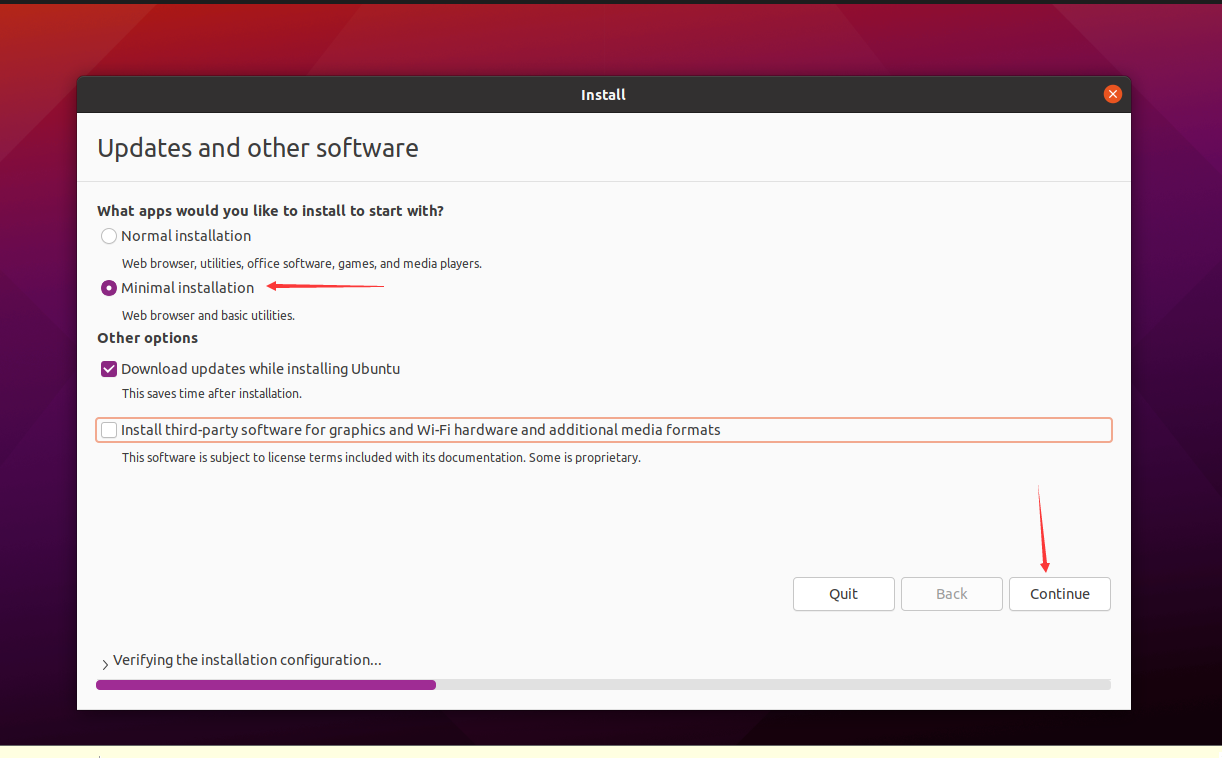 Install
Updates and other software
What apps would you like to install to start with?
Normal installation
Web browser, utilities, office software, games, and media players.
Minimal installation
Web browser and basic utilities.
Other options
Download updates while installing Ubuntu
This saves time after installation.
Install third-party software for graphics and Wi-Fi hardware and additional media formats
This software is subject to license terms included with its documentation. Some is proprietary.
Quit Back Continue
Verifying the installation configuration...